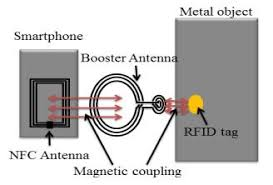 Metal object
Smartphone
Booster Antenna
RFID tag
NFC Antenna
Magnetic coupling